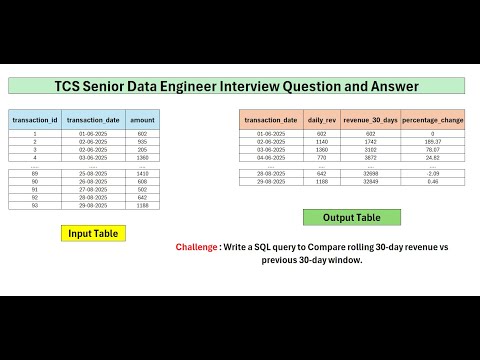 TCS Senior Data Engineer Interview Question and Answer
transaction_id transaction_date amount
1 01-06-2025 602
2 02-06-2025 935
3 02-06-2025 205
4 03-06-2025 1360
..... ..... .....
89 25-08-2025 1410
90 26-08-2025 608
91 27-08-2025 502
92 28-08-2025 642
93 29-08-2025 1188
Input Table
transaction_date daily_rev revenue_30_days percentage_change
01-06-2025 602 602 0
02-06-2025 1140 1742 189.37
03-06-2025 1360 3102 78.07
04-06-2025 770 3872 24.82
..... ..... ..... .....
28-08-2025 642 32698 -2.09
29-08-2025 1188 32849 0.46
Output Table
Challenge : Write a SQL query to Compare rolling 30-day revenue vs
previous 30-day window.